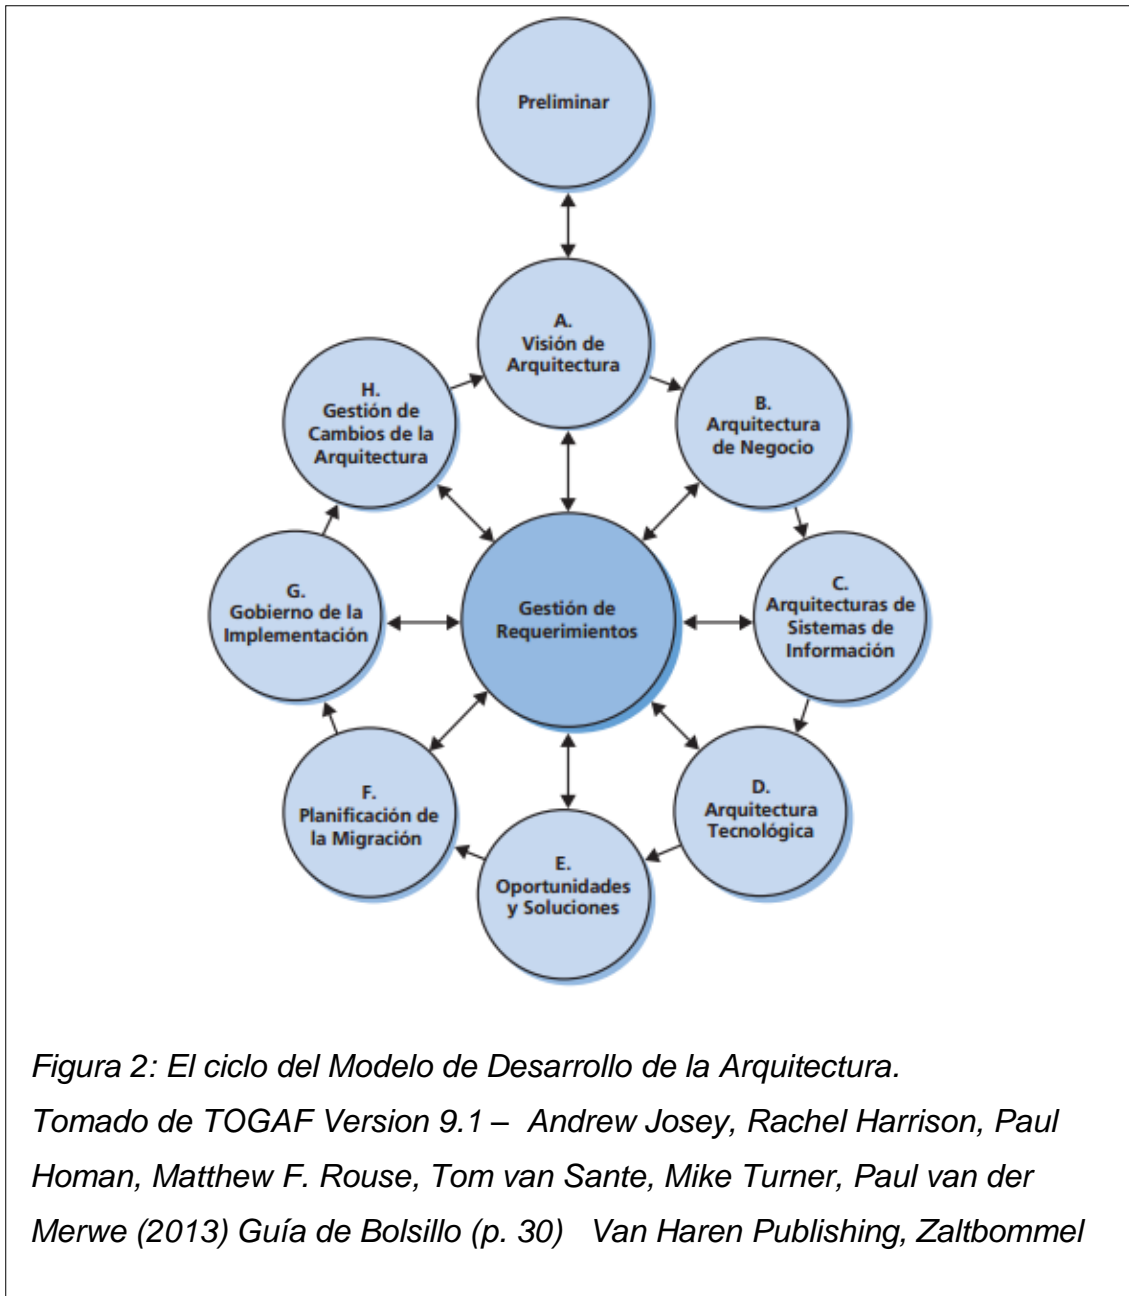 Preliminar
A.
Visión de
Arquitectura
B.
Arquitectura
de Negocio
C.
Arquitecturas de
Sistemas de
Información
D.
Arquitectura
Tecnológica
E.
Oportunidades
y Soluciones
F.
Planificación de
la Migración
G.
Gobierno de la
Implementación
H.
Gestión de
Cambios de la
Arquitectura
Gestión de
Requerimientos
Figura 2: El ciclo del Modelo de Desarrollo de la Arquitectura.
Tomado de TOGAF Version 9.1 – Andrew Josey, Rachel Harrison, Paul
Homan, Matthew F. Rouse, Tom van Sante, Mike Turner, Paul van der
Merwe (2013) Guía de Bolsillo (p. 30) Van Haren Publishing, Zaltbommel